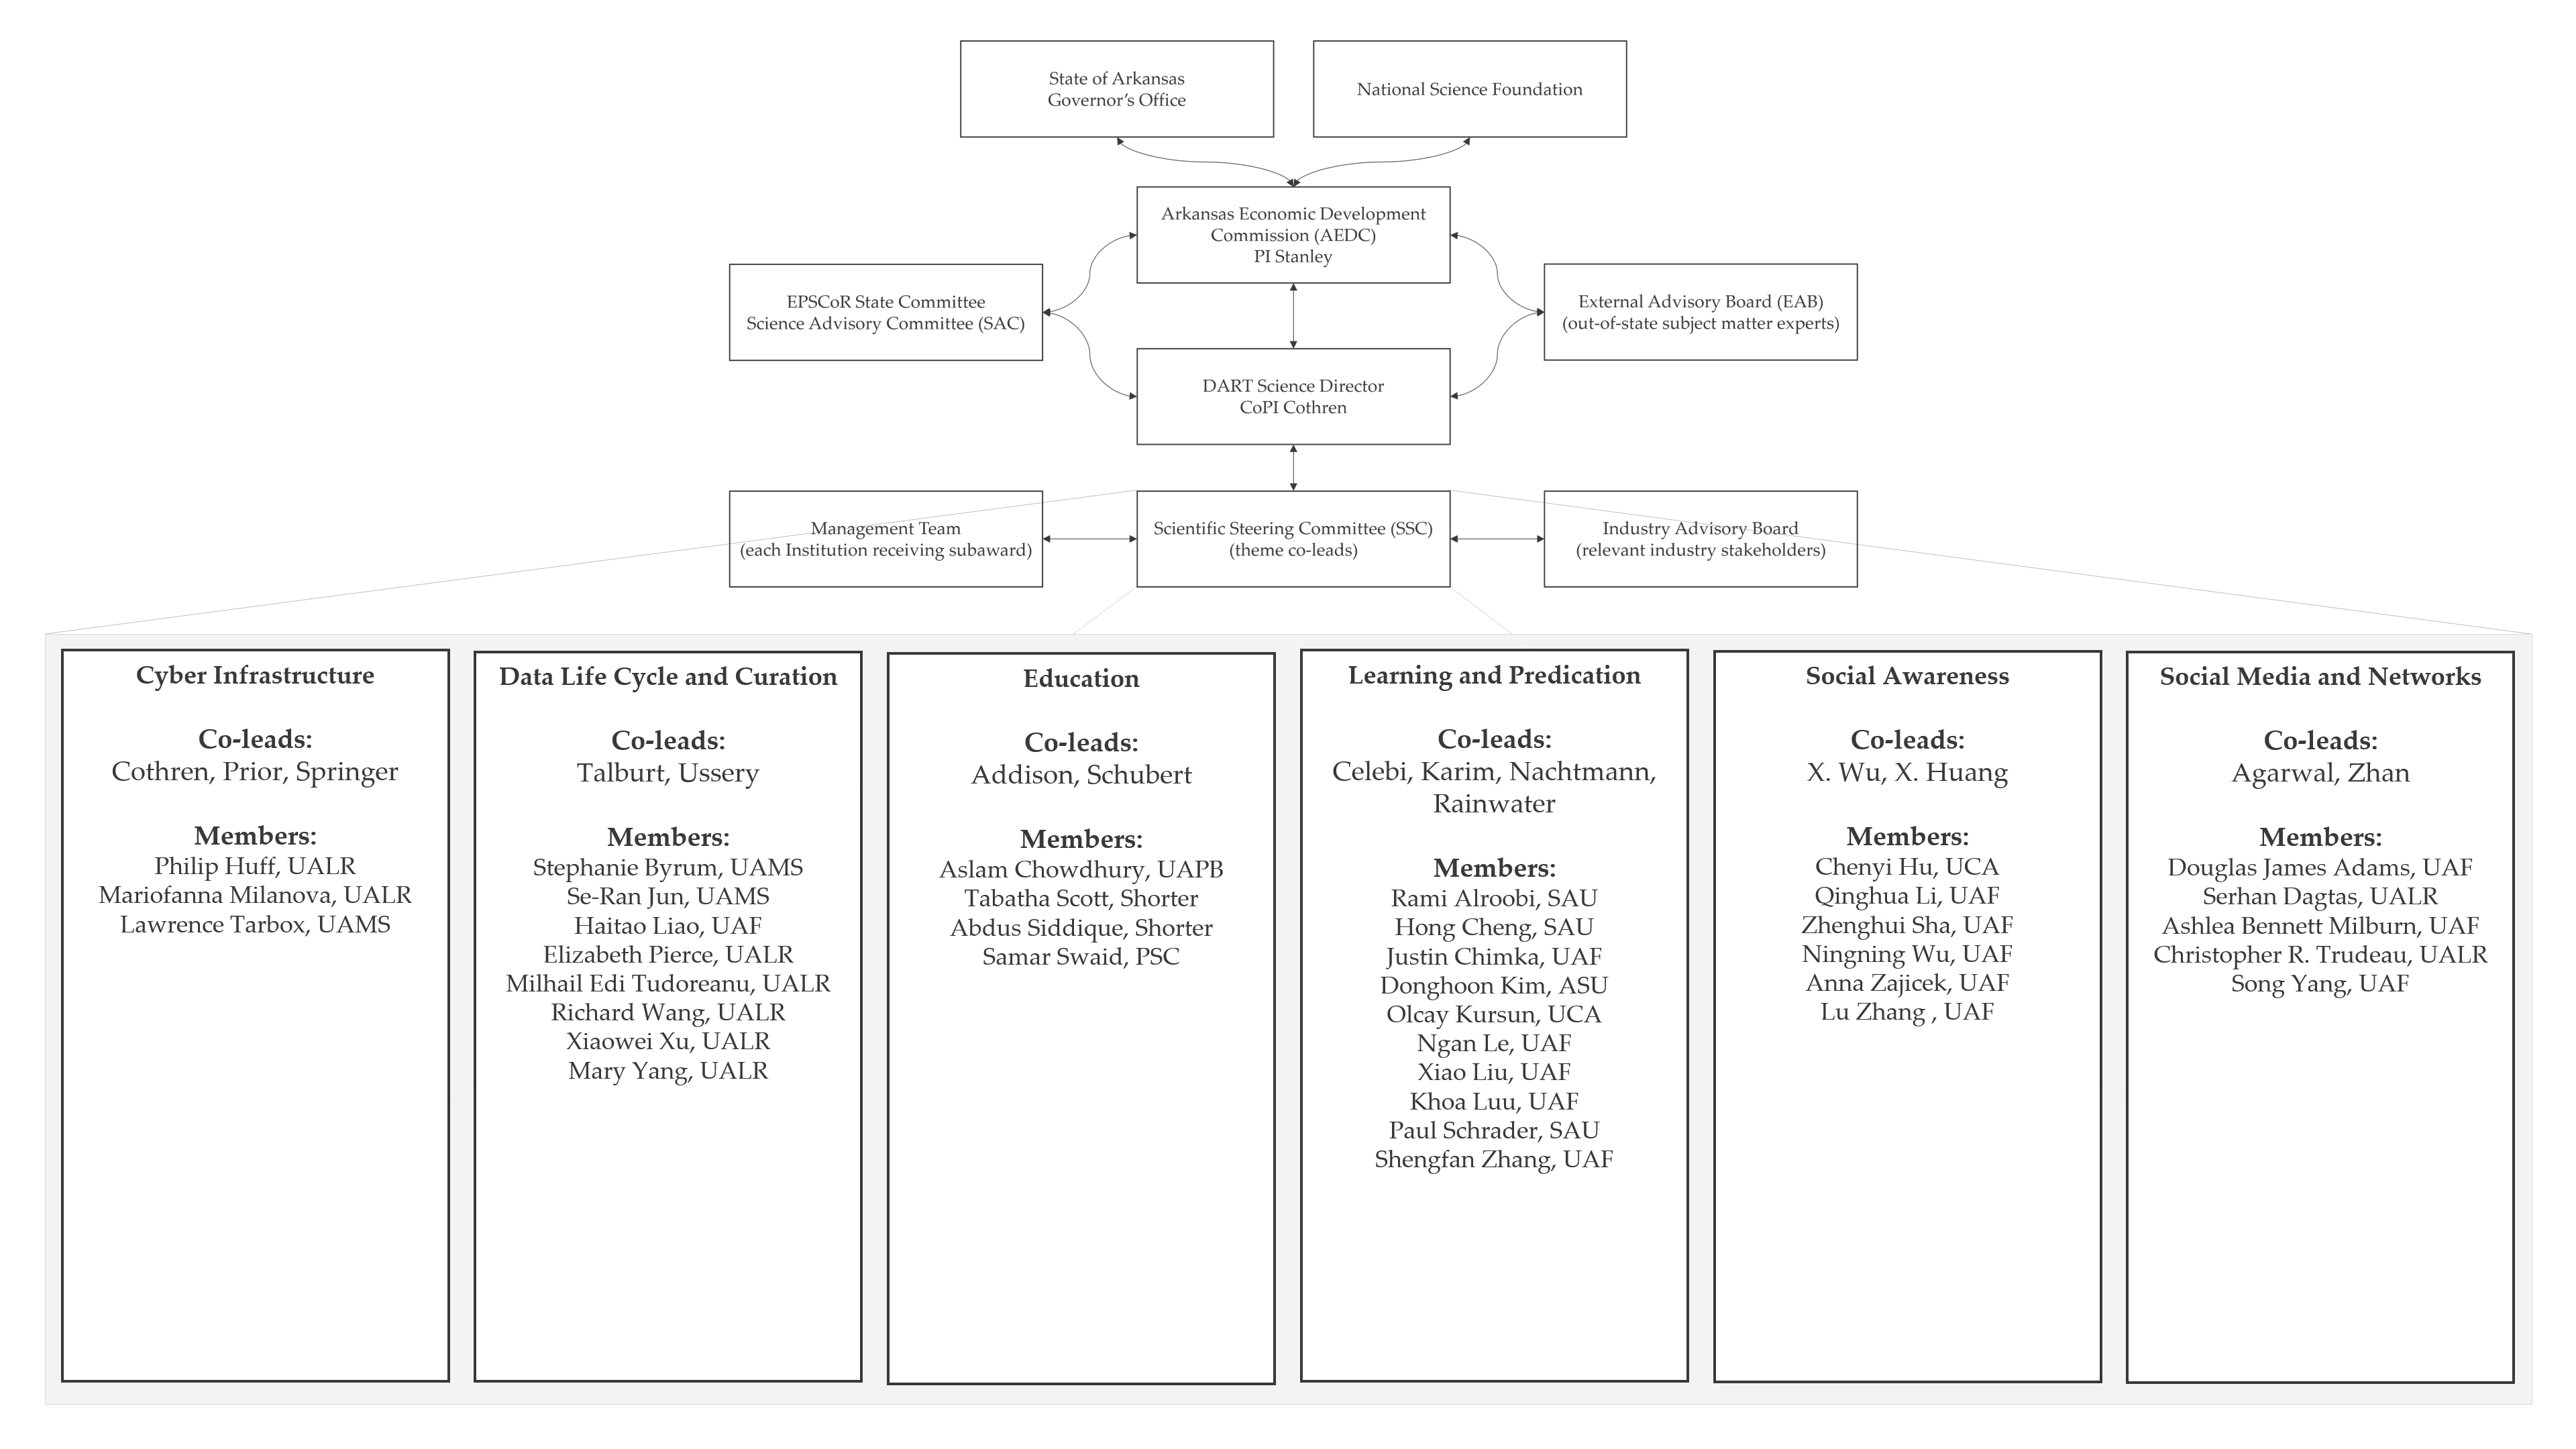 State of Arkansas
Governor’s Office
National Science Foundation
Arkansas Economic Development
Commission (AEDC)
PI Stanley
EPSCoR State Committee
Science Advisory Committee (SAC)
External Advisory Board (EAB)
(out-of-state subject matter experts)
DART Science Director
CoPI Cothren
Management Team
(each Institution receiving subaward)
Scientific Steering Committee (SSC)
(theme co-leads)
Industry Advisory Board
(relevant industry stakeholders)
Cyber Infrastructure
Co-leads:
Cothren, Prior, Springer
Members:
Philip Huff, UALR
Mariofanna Milanova, UALR
Lawrence Tarbox, UAMS
Data Life Cycle and Curation
Co-leads:
Talburt, Ussery
Members:
Stephanie Byrum, UAMS
Se-Ran Jun, UAMS
Haitao Liao, UAF
Elizabeth Pierce, UALR
Milhail Edi Tudoreanu, UALR
Richard Wang, UALR
Xiaowei Xu, UALR
Mary Yang, UALR
Education
Co-leads:
Addison, Schubert
Members:
Aslam Chowdhury, UAPB
Tabatha Scott, Shorter
Abdus Siddique, Shorter
Samar Swaid, PSC
Learning and Predication
Co-leads:
Celebi, Karim, Nachtmann,
Rainwater
Members:
Rami Alroobi, SAU
Hong Cheng, SAU
Justin Chimka, UAF
Donghoon Kim, ASU
Olcay Kursun, UCA
Ngan Le, UAF
Xiao Liu, UAF
Khoa Luu, UAF
Paul Schrader, SAU
Shengfan Zhang, UAF
Social Awareness
Co-leads:
X. Wu, X. Huang
Members:
Chenyi Hu, UCA
Qinghua Li, UAF
Zhenghui Sha, UAF
Ningning Wu, UAF
Anna Zajicek, UAF
Lu Zhang , UAF
Social Media and Networks
Co-leads:
Agarwal, Zhan
Members:
Douglas James Adams, UAF
Serhan Dagtas, UALR
Ashlea Bennett Milburn, UAF
Christopher R. Trudeau, UALR
Song Yang, UAF